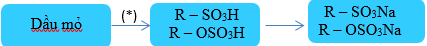 Dầu mỏ
(*)
R – SO3H
R – OSO3H
R – SO3Na
R – OSO3Na